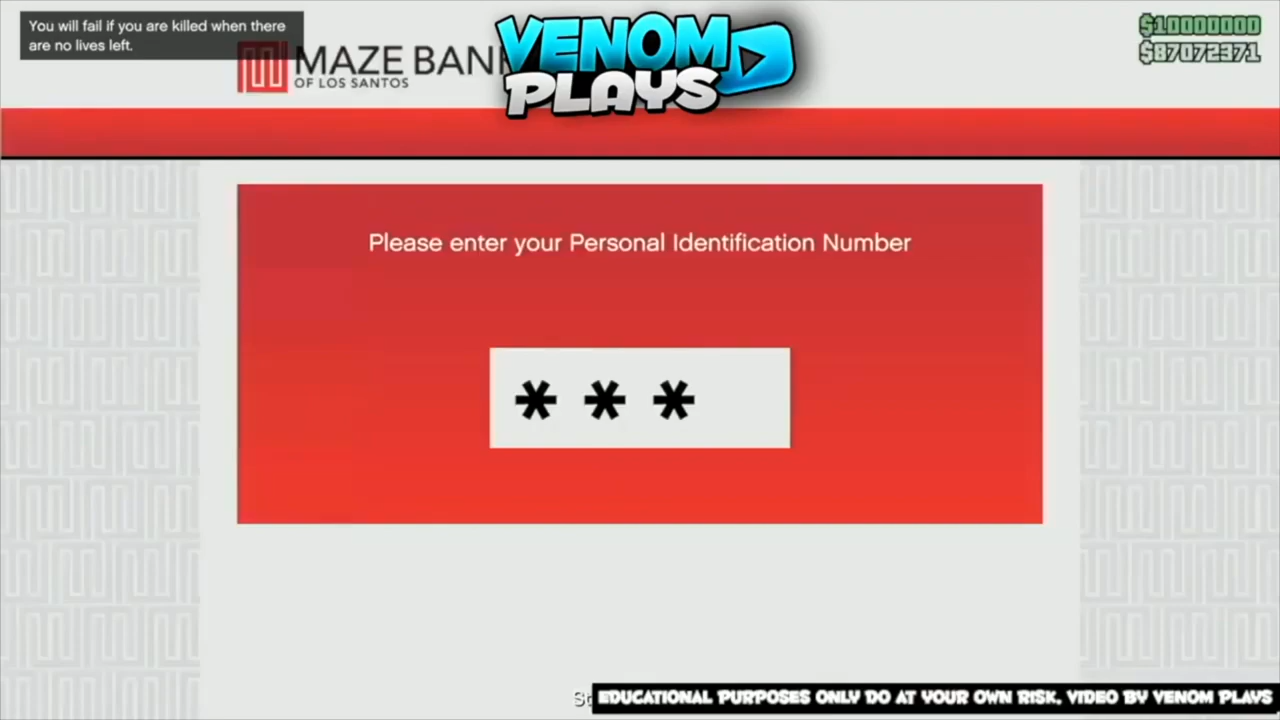 You will fail if you are killed when there
are no lives left.
MAZE BAN
OF LOS SANTOS
VENOM
PLAYS
$10000000
$87072371
Please enter your Personal Identification Number
* * *
St
EDUCATIONAL PURPOSES ONLY DO AT YOUR OWN RISK, VIDEO BY VENOM PLAYS